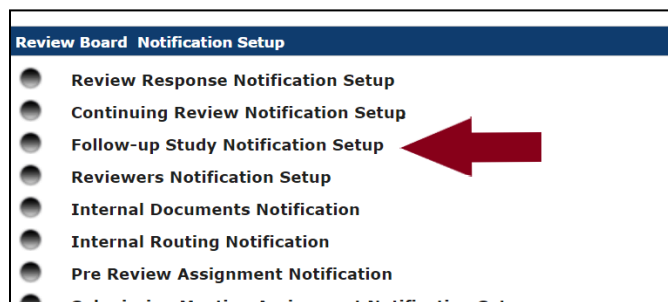 Review Board  Notification Setup
Review Response Notification Setup
Continuing Review Notification Setup
Follow-up Study Notification Setup
Reviewers Notification Setup
Internal Documents Notification
Internal Routing Notification
Pre Review Assignment Notification